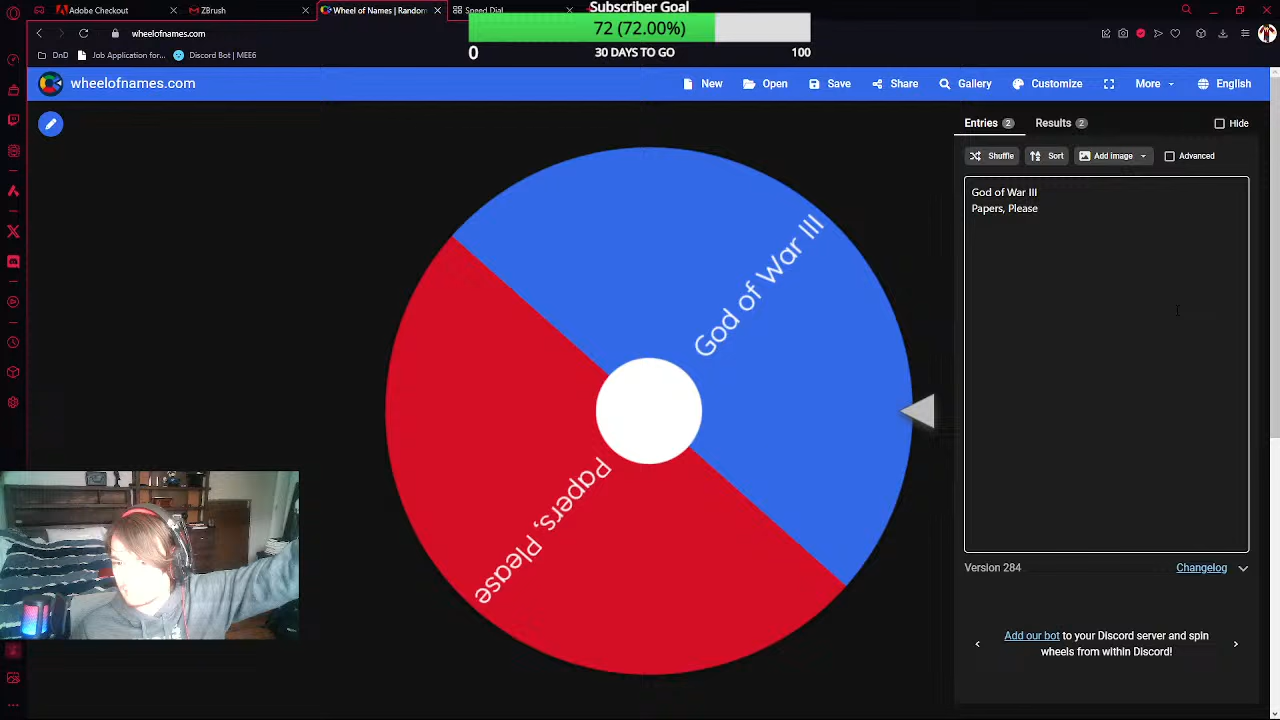 Subscriber Goal
72 (72.00%)
0
30 DAYS TO GO
100
Adobe Checkout
ZBrush
Wheel of Names | Random
Speed Dial
wheelofnames.com
DnD
Job Application for...
Discord Bot | MEE6
wheelofnames.com
New
Open
Save
Share
Gallery
Customize
More
English
Entries 2
Results 2
Hide
Shuffle
Sort
Add image
Advanced
God of War III
Papers, Please
God of War III
Papers, Please
Version 284
Changelog
Add our bot to your Discord server and spin
wheels from within Discord!